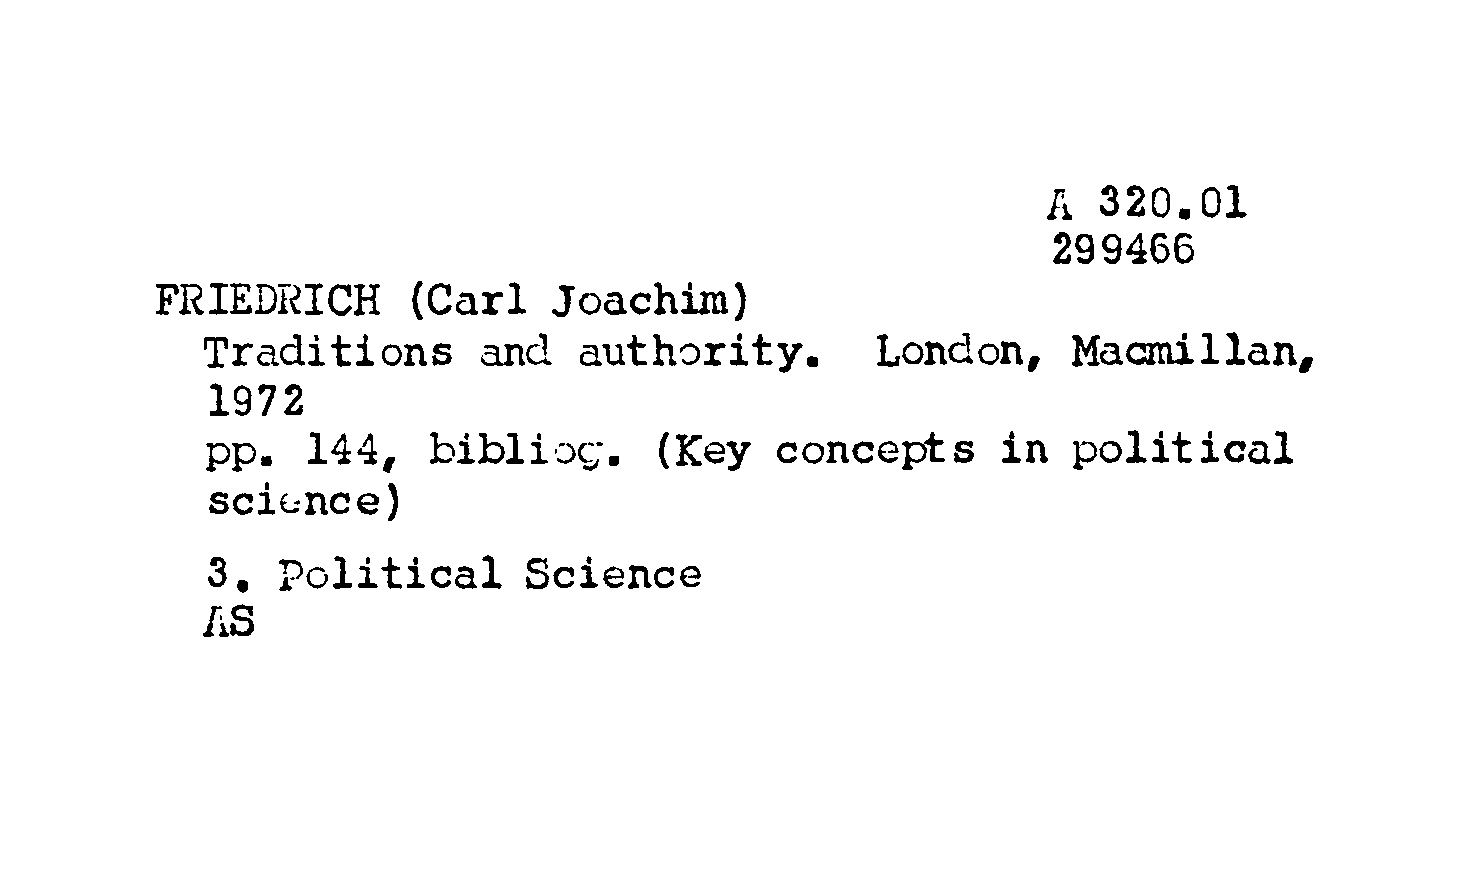 A 320.01
299466
FRIEDRICH (Carl Joachim)
Traditions and authority. London, Macmillan,
1972
pp. 144, bibliog. (Key concepts in political
science)
3. Political Science
AS